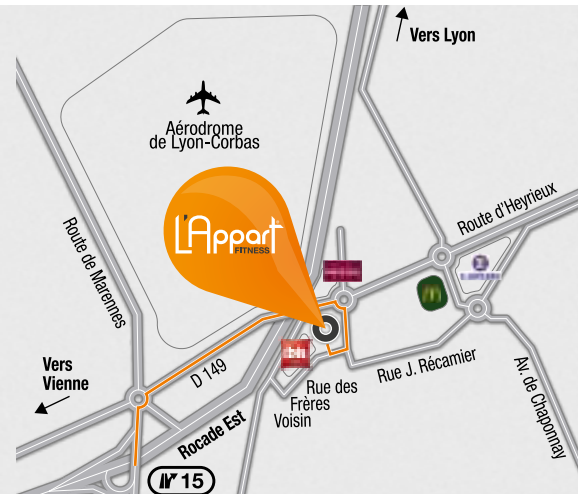 Vers Lyon
Aérodrome
de Lyon-Corbas
L'Appart
FITNESS
Route d'Heyrieux
Route de Marennes
Vers
Vienne
D 149
Rue J. Récamier
Rue des
Frères
Voisin
Av. de Chaponnay
Rocade Est
15